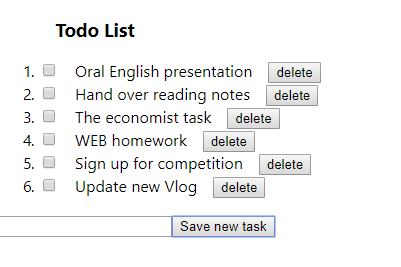 Todo List
1. Oral English presentation delete
2. Hand over reading notes delete
3. The economist task delete
4. WEB homework delete
5. Sign up for competition delete
6. Update new Vlog delete
Save new task